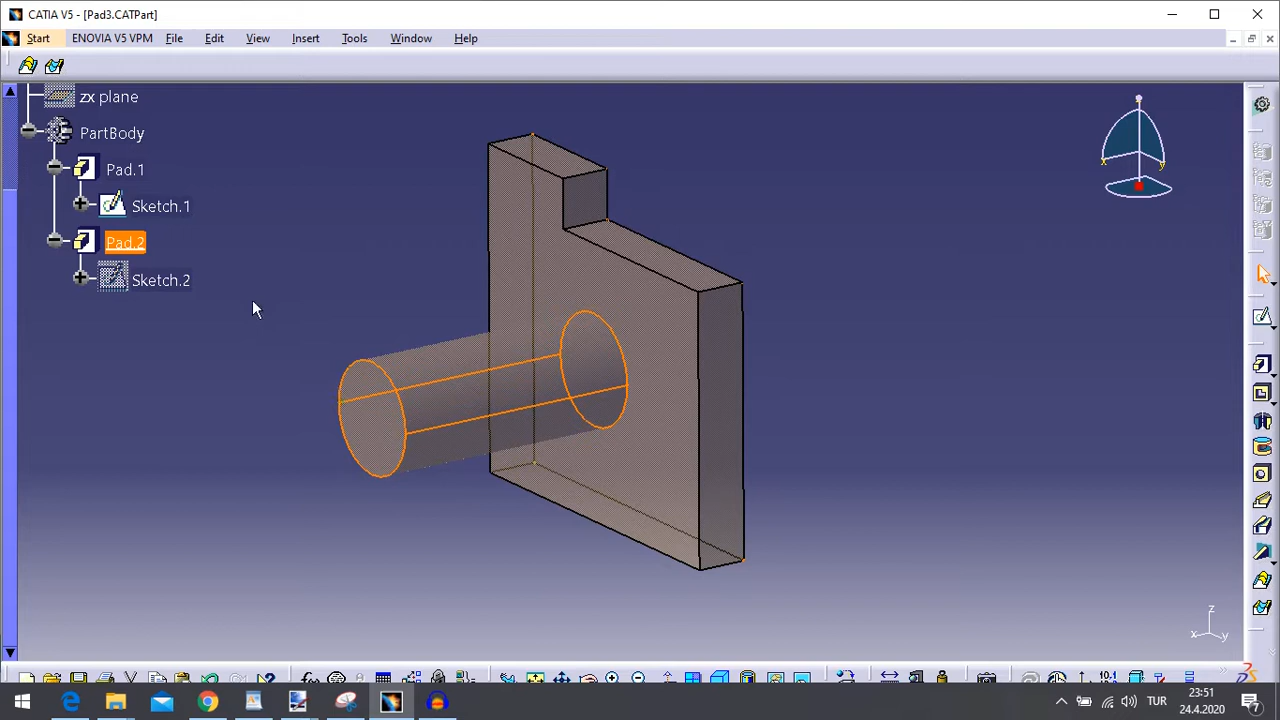 CATIA V5 - [Pad3.CATPart]
Start ENOVIA V5 VPM File Edit View Insert Tools Window Help
zx plane
PartBody
Pad.1
Sketch.1
Pad.2
Sketch.2
x y
z
x y
TUR
23:51
24.4.2020
7